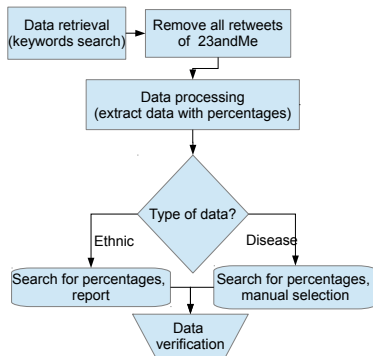 Data retrieval
(keywords search)
Remove all retweets
of 23andMe
Data processing
(extract data with percentages)
Type of data?
Ethnic
Disease
Search for percentages,
report
Search for percentages,
manual selection
Data
verification